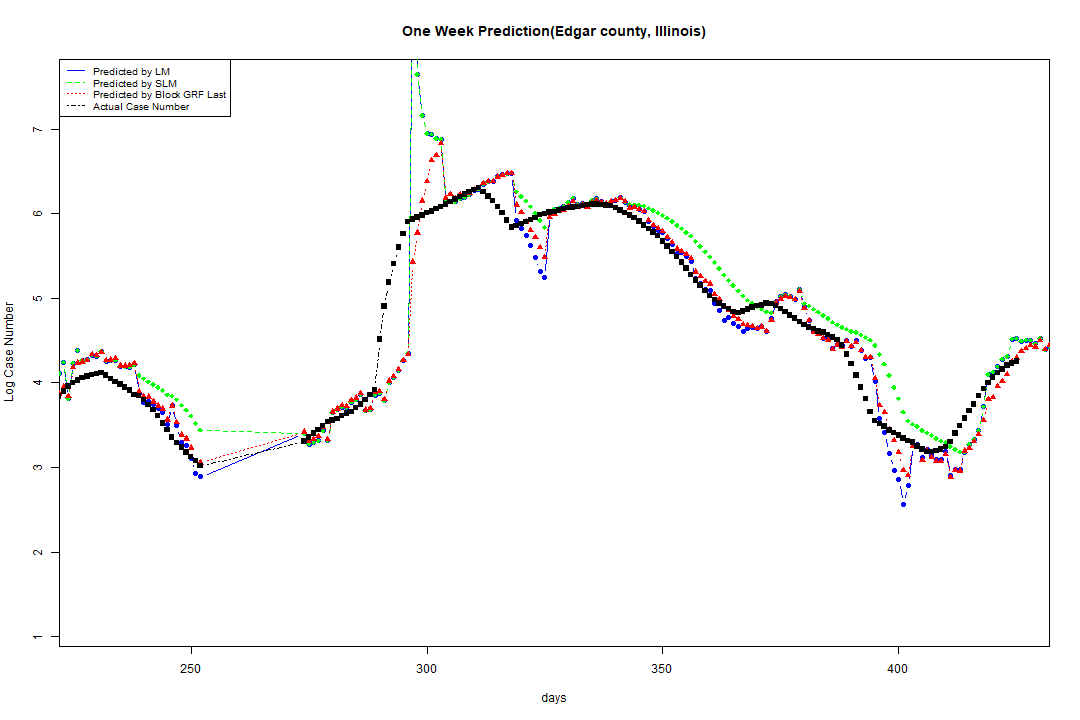 One Week Prediction(Edgar county, Illinois)
Predicted by LM
Predicted by SLM
Predicted by Block GRF Last
Actual Case Number
7
6
5
4
3
2
1
Log Case Number
250 300 350 400
days